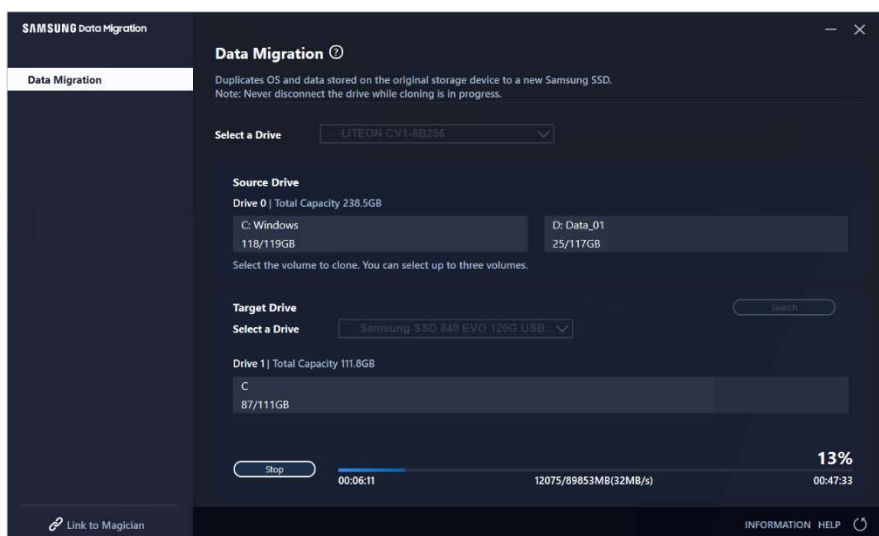 SAMSUNG Data Migration
Data Migration
Data Migration ?
Duplicates OS and data stored on the original storage device to a new Samsung SSD.
Note: Never disconnect the drive while cloning is in progress.
Select a Drive LITEON CV1-8B256
Source Drive
Drive 0 | Total Capacity 238.5GB
C: Windows D: Data_01
118/119GB 25/117GB
Select the volume to clone. You can select up to three volumes.
Target Drive Search
Select a Drive Samsung SSD 840 EVO 120G USB...
Drive 1 | Total Capacity 111.8GB
C
87/111GB
13%
Stop
00:06:11 12075/89853MB(32MB/s) 00:47:33
Link to Magician INFORMATION HELP